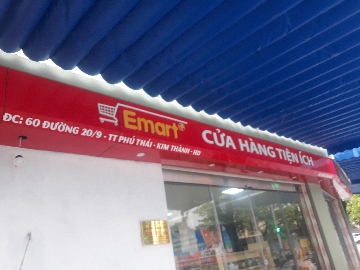 Emart®
CỬA HÀNG TIỆN ÍCH
ĐC: 60 ĐƯỜNG 20/9 - TT PHÚ THÁI - KIM THÀNH - HD